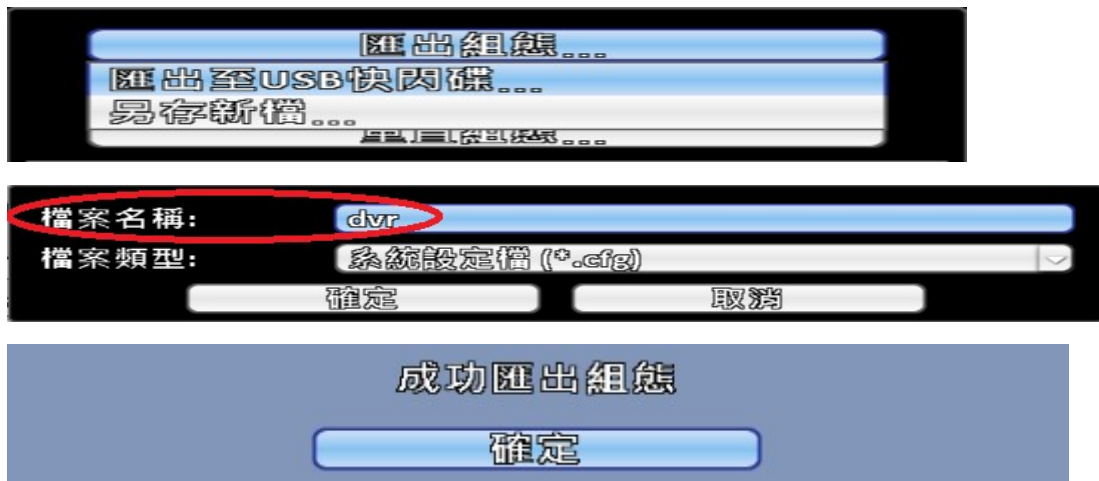 匯出組態...
匯出至USB快閃碟...
另存新檔...
檔案名稱: dvr
檔案類型: 系統設定檔 (*.cfg)
確定 取消
成功匯出組態
確定